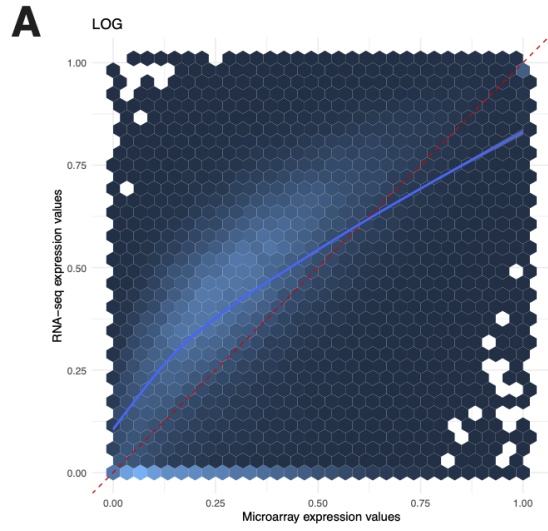 A
LOG
RNA-seq expression values
1.00
0.75
0.50
0.25
0.00
0.00 0.25 0.50 0.75 1.00
Microarray expression values